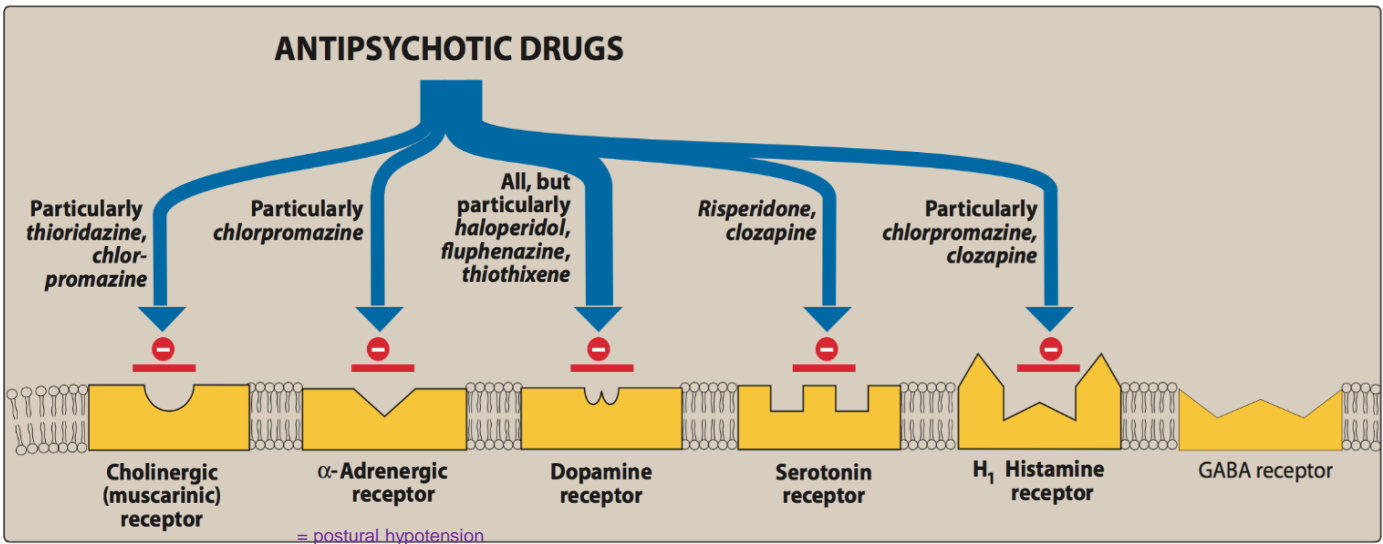 ANTIPSYCHOTIC DRUGS
Particularly
thioridazine,
chlor-
promazine
Particularly
chlorpromazine
All, but
particularly
haloperidol,
fluphenazine,
thiothixene
Risperidone,
clozapine
Particularly
chlorpromazine,
clozapine
Cholinergic
(muscarinic)
receptor
α-Adrenergic
receptor
= postural hypotension
Dopamine
receptor
Serotonin
receptor
H₁ Histamine
receptor
GABA receptor